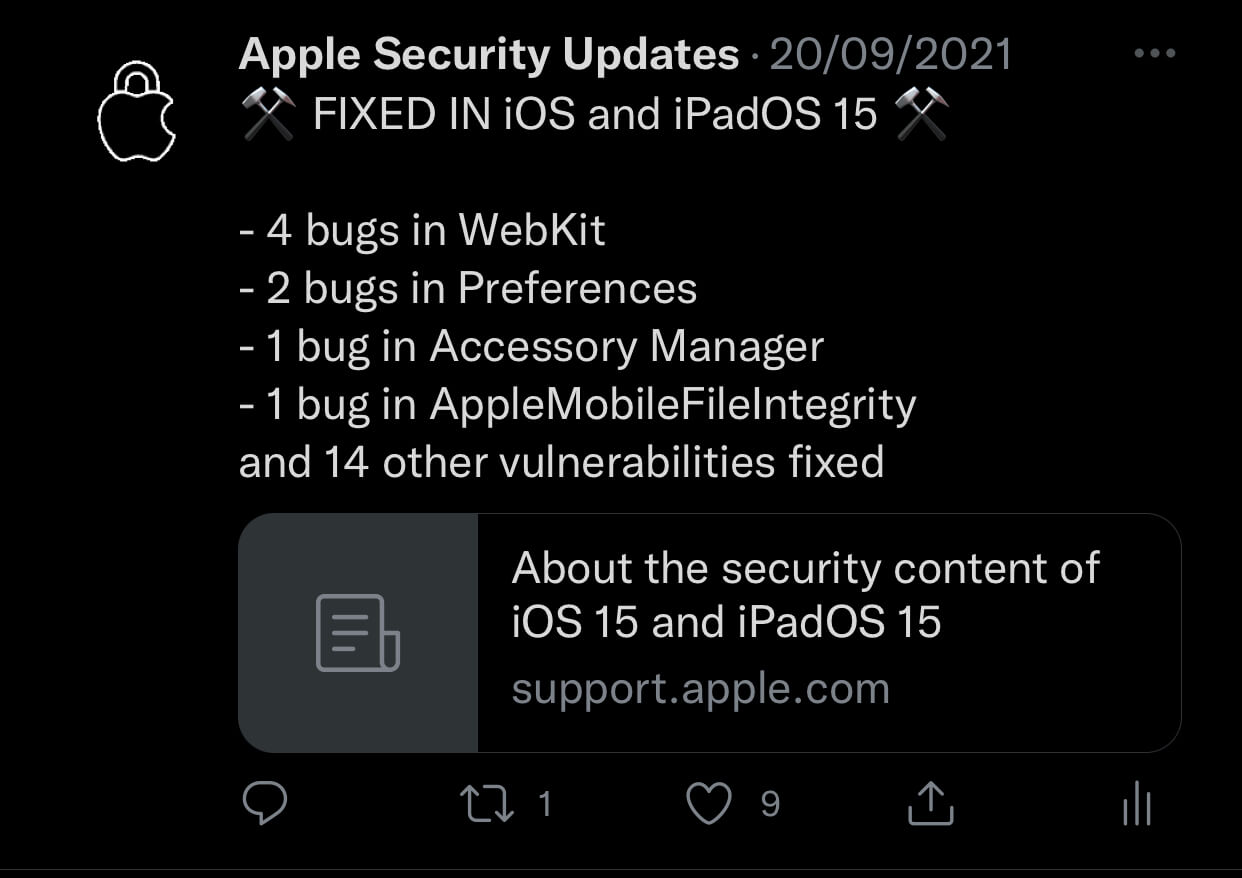 Apple Security Updates · 20/09/2021
⚒ FIXED IN iOS and iPadOS 15 ⚒
- 4 bugs in WebKit
- 2 bugs in Preferences
- 1 bug in Accessory Manager
- 1 bug in AppleMobileFileIntegrity
and 14 other vulnerabilities fixed
About the security content of
iOS 15 and iPadOS 15
support.apple.com
1 9